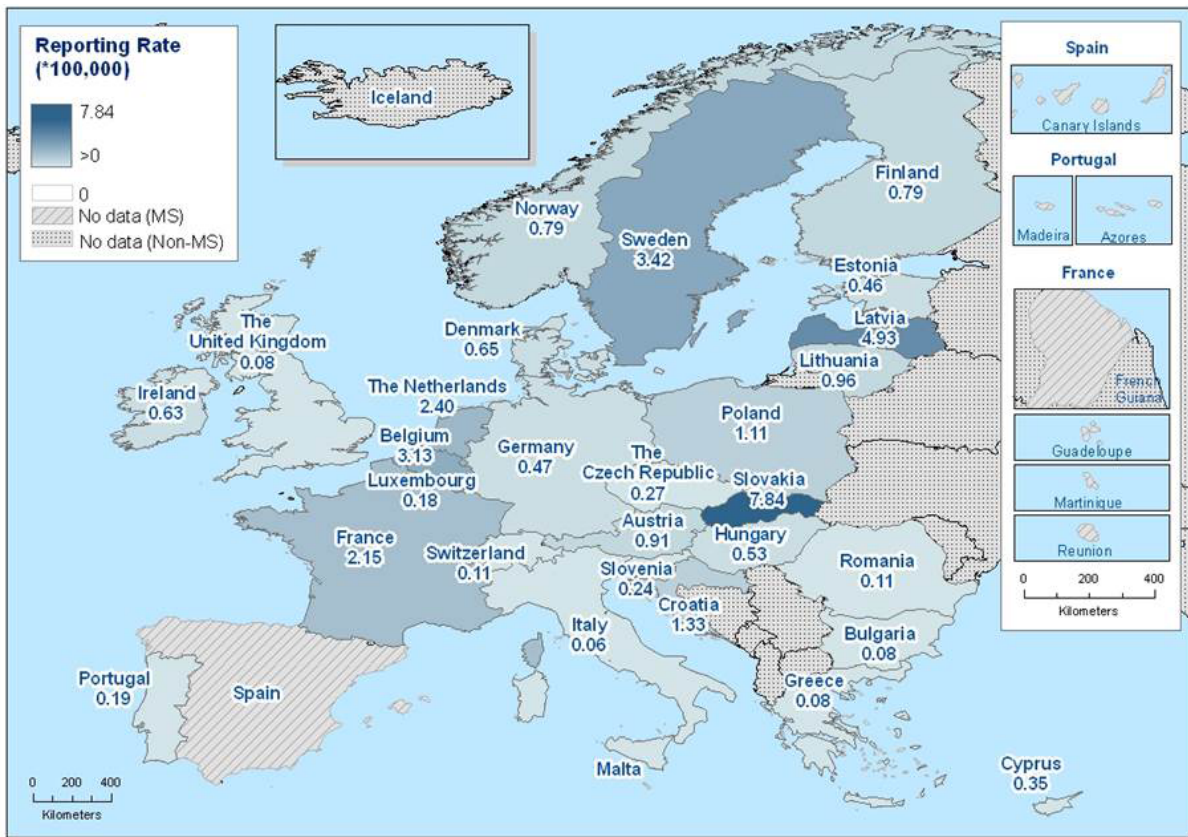 Reporting Rate
(*100,000)
7.84
>0
0
No data (MS)
No data (Non-MS)
Iceland
Norway
0.79
Sweden
3.42
Finland
0.79
Estonia
0.46
Latvia
4.93
Lithuania
0.96
Denmark
0.65
The
United Kingdom
0.08
Ireland
0.63
The Netherlands
2.40
Belgium
3.13
Luxembourg
0.18
Germany
0.47
Poland
1.11
The
Czech Republic
0.27
Slovakia
7.84
Austria
0.91
Hungary
0.53
France
2.15
Switzerland
0.11
Slovenia
0.24
Croatia
1.33
Romania
0.11
Italy
0.06
Bulgaria
0.08
Portugal
0.19
Spain
Greece
0.08
Malta
Cyprus
0.35
0 200 400
Kilometers
Spain
Canary Islands
Portugal
Madeira
Azores
France
French
Guiana
Guadeloupe
Martinique
Reunion
0 200 400
Kilometers